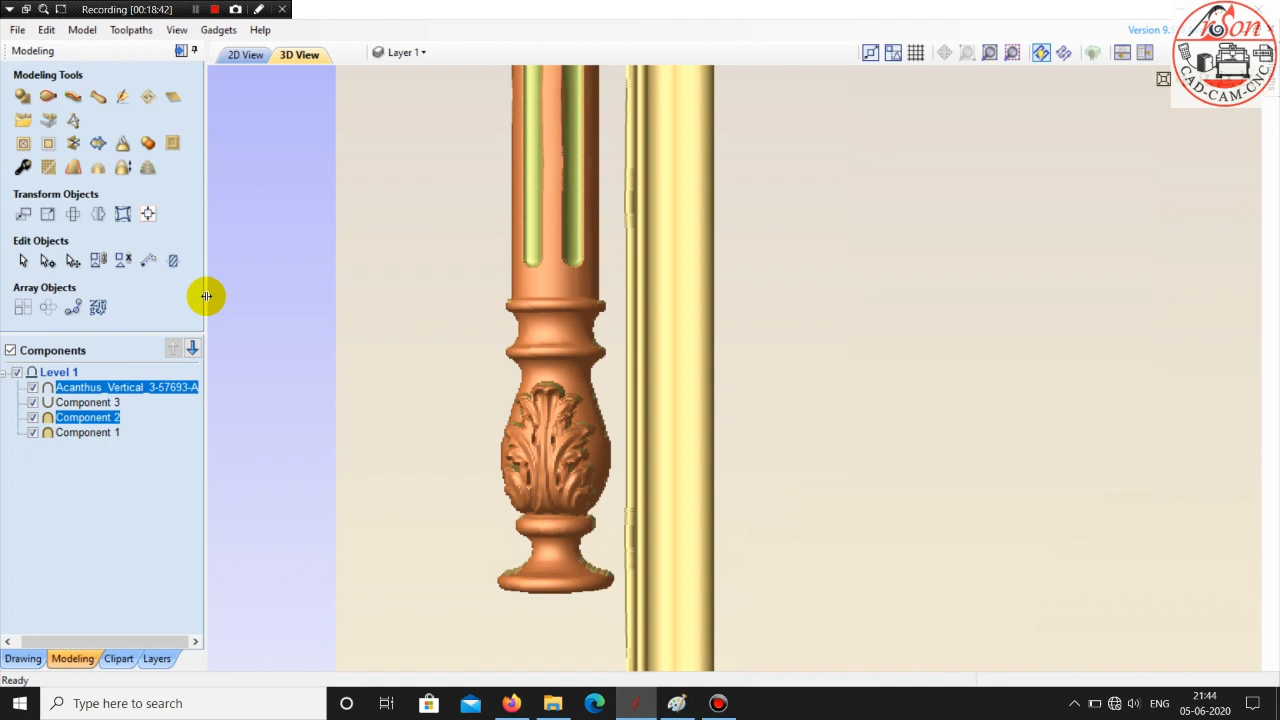 Recording [00:18:42]
File Edit Model Toolpaths View Gadgets Help
Version 9.
Modeling
2D View 3D View Layer 1
Orson
CAD-CAM-CNC
Modeling Tools
Transform Objects
Edit Objects
Array Objects
Components
Level 1
Acanthus_Vertical_3-57693-A
Component 3
Component 2
Component 1
Drawing Modeling Clipart Layers
Ready
Type here to search
ENG
21:44
05-06-2020